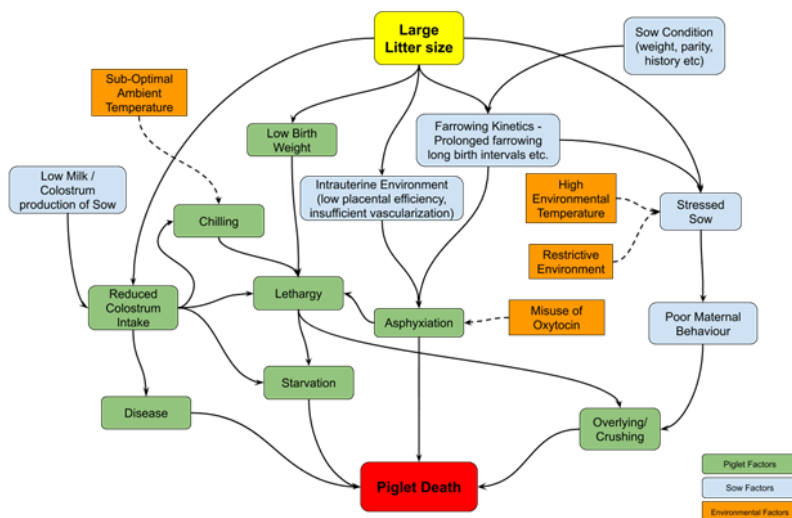 Large
Litter size
Sow Condition
(weight, parity,
history etc)
Sub-Optimal
Ambient
Temperature
Low Birth
Weight
Farrowing Kinetics -
Prolonged farrowing
long birth intervals etc.
Low Milk /
Colostrum
production of Sow
Intrauterine Environment
(low placental efficiency,
insufficient vascularization)
High
Environmental
Temperature
Stressed
Sow
Chilling
Restrictive
Environment
Reduced
Colostrum
Intake
Lethargy
Asphyxiation
Misuse of
Oxytocin
Poor Maternal
Behaviour
Starvation
Disease
Overlying/
Crushing
Piglet Death
Piglet Factors
Sow Factors
Environmental Factors